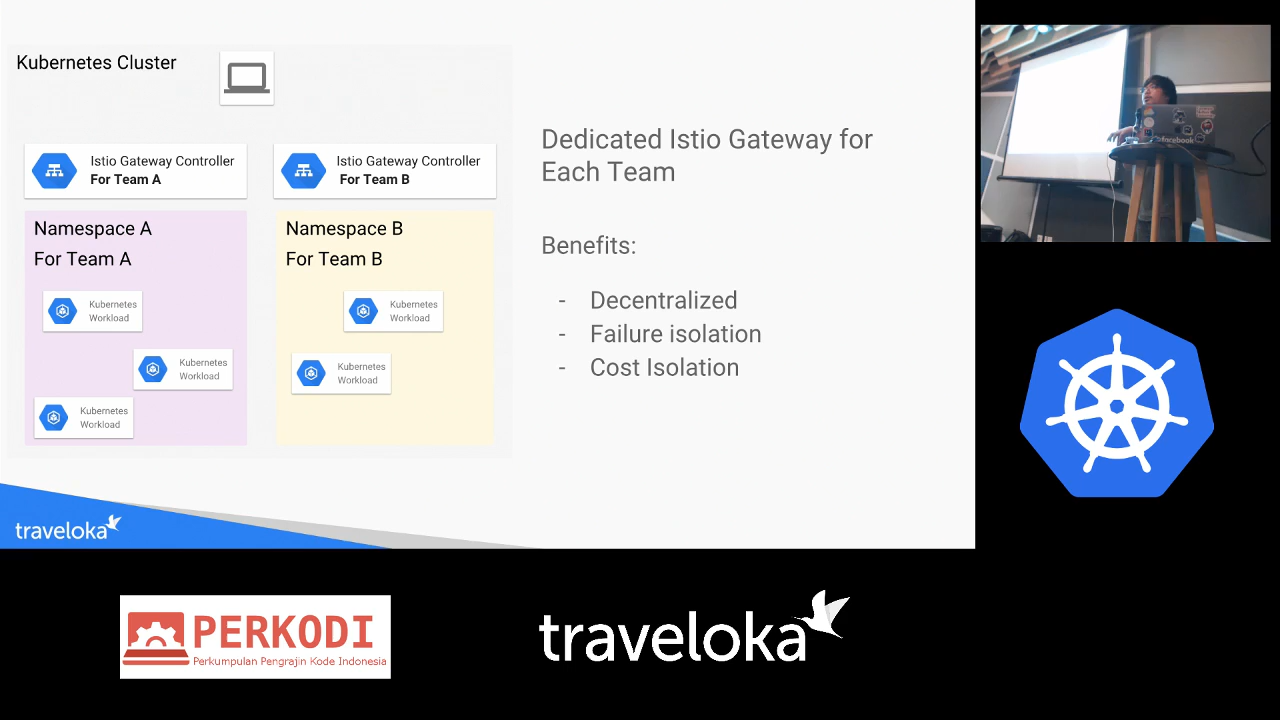 Kubernetes Cluster
Istio Gateway Controller
For Team A
Istio Gateway Controller
For Team B
Namespace A
For Team A
Kubernetes
Workload
Kubernetes
Workload
Kubernetes
Workload
Namespace B
For Team B
Kubernetes
Workload
Kubernetes
Workload
Dedicated Istio Gateway for
Each Team
Benefits:
- Decentralized
- Failure isolation
- Cost Isolation
traveloka
facebook
PERKODI
Perkumpulan Pengrajin Kode Indonesia
traveloka